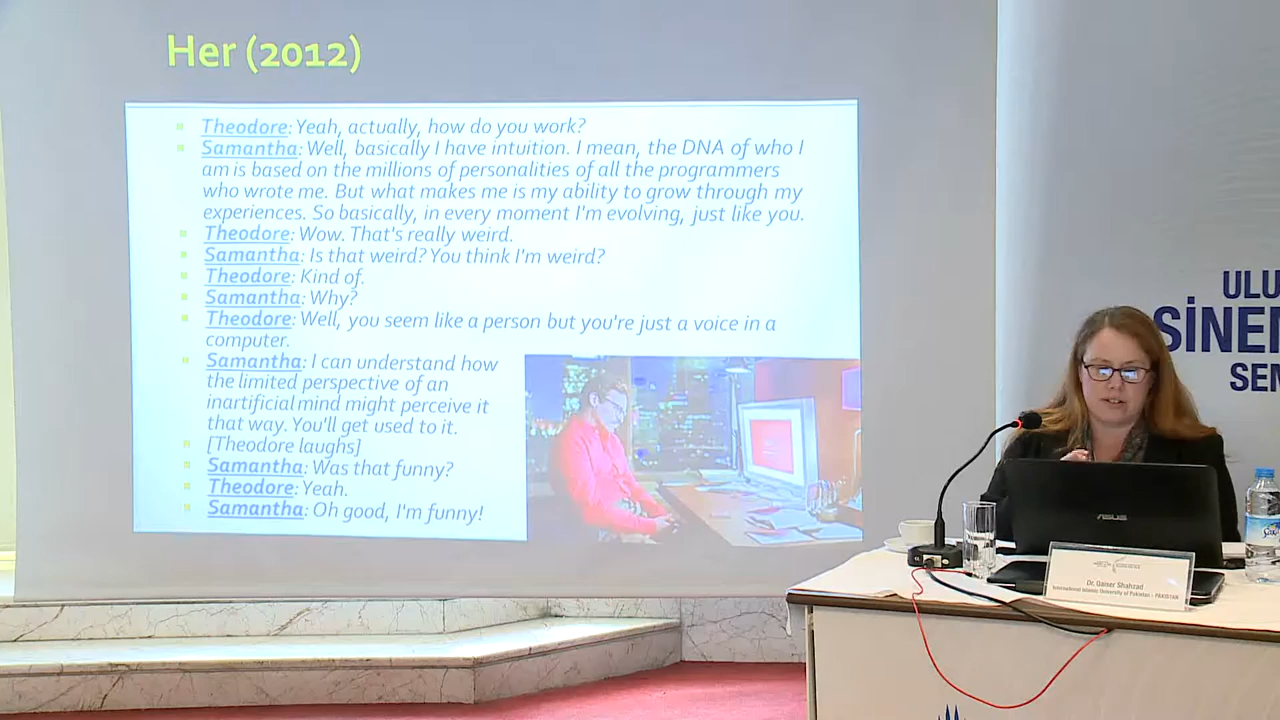 Her (2012)
Theodore: Yeah, actually, how do you work?
Samantha: Well, basically I have intuition. I mean, the DNA of who I
am is based on the millions of personalities of all the programmers
who wrote me. But what makes me is my ability to grow through my
experiences. So basically, in every moment I'm evolving, just like you.
Theodore: Wow. That's really weird.
Samantha: Is that weird? You think I'm weird?
Theodore: Kind of.
Samantha: Why?
Theodore: Well, you seem like a person but you're just a voice in a
computer.
Samantha: I can understand how
the limited perspective of an
inartificial mind might perceive it
that way. You'll get used to it.
[Theodore laughs]
Samantha: Was that funny?
Theodore: Yeah.
Samantha: Oh good, I'm funny!
ULU
SİNE
SEM
ASUS
Dr. Qaiser Shahzad
International Islamic University of Pakistan - PAKISTAN